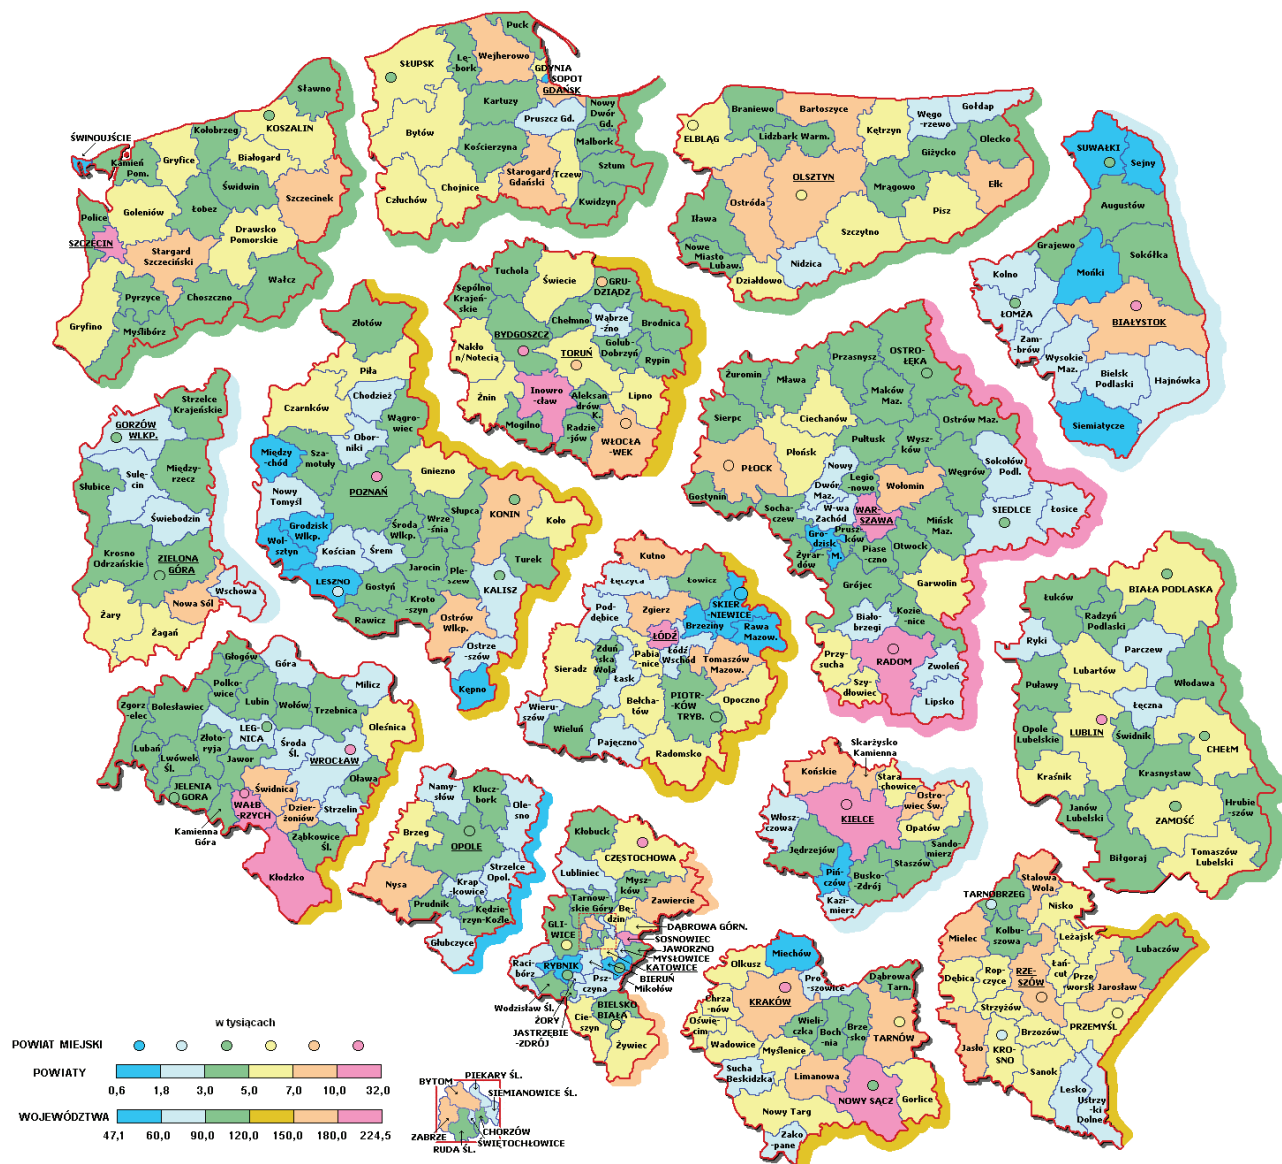 Sławno
ŚWINOUJŚCIE
Kamień
Pom.
Kołobrzeg
Gryfice
KOSZALIN
Białogard
Świdwin
Szczecinek
Goleniów
Łobez
Police
SZCZECIN
Stargard
Szczeciński
Drawsko
Pomorskie
Wałcz
Choszczno
Pyrzyce
Myślibórz
Gryfino
Puck
SŁUPSK
Lę-
bork
Wejherowo
GDYNIA
SOPOT
GDAŃSK
Kartuzy
Pruszcz Gd.
Nowy
Dwór
Gd.
Bytów
Kościerzyna
Malbork
Sztum
Starogard
Gdański
Tczew
Chojnice
Człuchów
Kwidzyn
Braniewo
Bartoszyce
Węgo
-rzewo
Gołdap
ELBLĄG
Lidzbark Warm.
Kętrzyn
Olecko
Giżycko
OLSZTYN
Mrągowo
Ełk
Ostróda
Pisz
Iława
Szczytno
Nowe
Miasto
Lubaw.
Nidzica
Działdowo
SUWAŁKI
Sejny
Augustów
Grajewo
Kolno
Mońki
Sokółka
ŁOMŻA
BIAŁYSTOK
Zam-
brów
Wysokie
Maz.
Bielsk
Podlaski
Hajnówka
Siemiatycze
Tuchola
Świecie
Sępólno
Krajeń-
skie
GRU-
DZIĄDZ
Chełmno
Wąbrze-
źno
Brodnica
BYDGOSZCZ
Golub-
Dobrzyń
Rypin
Nakło
n/Notecią
TORUŃ
Żnin
Inowro
-cław
Aleksan
drów
K.
Lipno
Mogilno
Radzie-
jów
WŁOCŁA
-WEK
Złotów
Piła
Chodzież
Czarnków
Wągro-
wiec
Obor-
niki
Między
-chód
Sza-
motuły
Gniezno
POZNAŃ
Nowy
Tomyśl
Słupca
KONIN
Koło
Grodzisk
Wlkp.
Wol-
sztyn
Środa
Wlkp.
Wrze-
śnia
Kościan
Śrem
Turek
Jarocin
Ple-
szew
LESZNO
Gostyń
KALISZ
Kroto-
szyn
Rawicz
Ostrów
Wlkp.
Ostrze-
szów
Kępno
Strzelce
Krajeńskie
GORZÓW
WLKP.
Sulę-
cin
Między-
rzecz
Słubice
Świebodzin
Krosno
Odrzańskie
ZIELONA
GÓRA
Wschowa
Nowa Sól
Żary
Żagań
OSTRO-
ŁĘKA
Przasnysz
Żuromin
Mława
Maków
Maz.
Sierpc
Ciechanów
Ostrów Maz.
Pułtusk
Wysz-
ków
PŁOCK
Płońsk
Sokołów
Podl.
Węgrów
Gostynin
Nowy
Dwór
Maz.
Legio
-nowo
Wołomin
Socha-
czew
W-wa
Zachód
WAR-
SZAWA
SIEDLCE
Łosice
Gro-
dzisk
M.
Prusz
ków
Mińsk
Maz.
Żyrar-
dów
Piase
-czno
Otwock
Grójec
Garwolin
Biało-
brzegi
Kozie
-nice
Przy-
sucha
RADOM
Zwoleń
Szy-
dłowiec
Lipsko
Kutno
Łęczyca
Łowicz
Pod-
dębice
Zgierz
SKIER
-NIEWICE
Brzeziny
Rawa
Mazow.
ŁÓDŹ
Sieradz
Zduń
ska
Wola
Pabia
-nice
Łódź
Wschód
Tomaszów
Mazow.
Łask
Wieru-
szów
Bełcha-
tów
PIOTR-
KÓW
TRYB.
Opoczno
Wieluń
Pajęczno
Radomsko
BIAŁA PODLASKA
Łuków
Radzyń
Podlaski
Ryki
Parczew
Lubartów
Włodawa
Puławy
Łęczna
Opole
Lubelskie
LUBLIN
Świdnik
CHEŁM
Krasnystaw
Kraśnik
Hrubie
-szów
Janów
Lubelski
ZAMOŚĆ
Biłgoraj
Tomaszów
Lubelski
Głogów
Góra
Milicz
Polko-
wice
Lubin
Wołów
Trzebnica
Oleśnica
Zgorz
-elec
Bolesławiec
LEG-
NICA
Środa
Śl.
WROCŁAW
Złoto-
ryja
Lubań
Lwówek
Śl.
Jawor
Oława
JELENIA
GORA
Świdnica
WAŁB
-RZYCH
Dzier-
żoniów
Strzelin
Kamienna
Góra
Ząbkowice
Śl.
Kłodzko
Namy-
słów
Klucz-
bork
Ole-
sno
Brzeg
OPOLE
Strzelce
Opol.
Nysa
Krap
-kowice
Prudnik
Kędzie-
rzyn-Koźle
Głubczyce
Kłobuck
CZĘSTOCHOWA
Lubliniec
Mysz-
ków
Zawiercie
Tarnow-
skie Góry
Bę-
dzin
GLI-
WICE
DĄBROWA GÓRN.
SOSNOWIEC
JAWORZNO
MYSŁOWICE
KATOWICE
BIERUŃ
Mikołów
Raci-
bórz
RYBNIK
Psz-
czyna
Wodzisław Śl.
ŻORY
JASTRZĘBIE
-ZDRÓJ
BIELSKO
BIAŁA
Cie-
szyn
Żywiec
Skarżysko
Kamienna
Końskie
Stara
chowice
Ostro-
wiec Św.
Włosz-
czowa
KIELCE
Opatów
Jędrzejów
Sando-
mierz
Staszów
Piń-
czów
Busko-
Zdrój
Kazi-
mierz
Stalowa
Wola
TARNOBRZEG
Nisko
Kolbu-
szowa
Mielec
Leżajsk
Lubaczów
Dębica
Rop-
czyce
RZE-
SZÓW
Łań-
cut
Prze
worsk
Jarosław
Strzyżów
PRZEMYŚL
Jasło
KRO-
SNO
Brzozów
Sanok
Lesko
Ustrzy-
ki
Dolne
Miechów
Olkusz
Pro-
szowice
Dąbrowa
Tarn.
Chrza-
nów
KRAKÓW
Oświę-
cim
Wieli-
czka
Boch
-nia
Brze
-sko
TARNÓW
Wadowice
Myślenice
Sucha
Beskidzka
Limanowa
NOWY SĄCZ
Gorlice
Nowy Targ
Zako-
pane
w tysiącach
POWIAT MIEJSKI
POWIATY
0,6 1,8 3,0 5,0 7,0 10,0 32,0
WOJEWÓDZTWA
47,1 60,0 90,0 120,0 150,0 180,0 224,5
PIEKARY ŚL.
BYTOM
SIEMIANOWICE ŚL.
CHORZÓW
ŚWIĘTOCHŁOWICE
ZABRZE
RUDA ŚL.